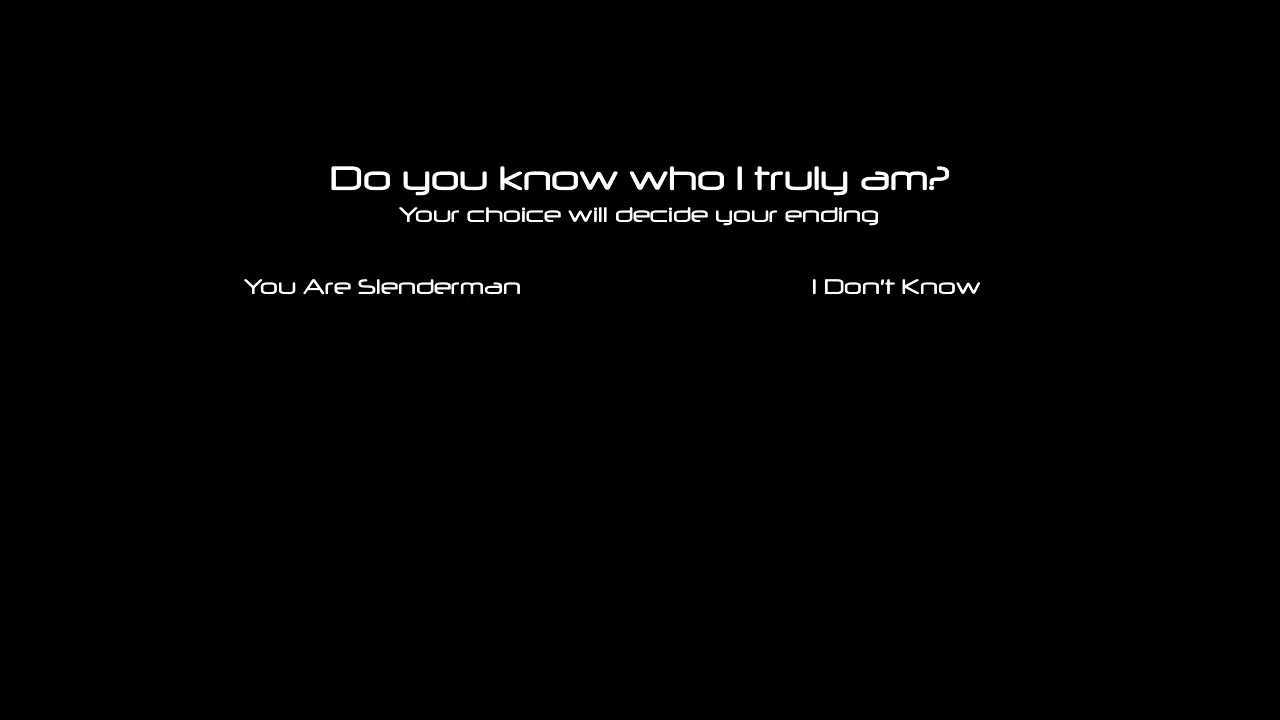 Do you know who I truly am?
Your choice will decide your ending
You Are Slenderman
I Don't Know